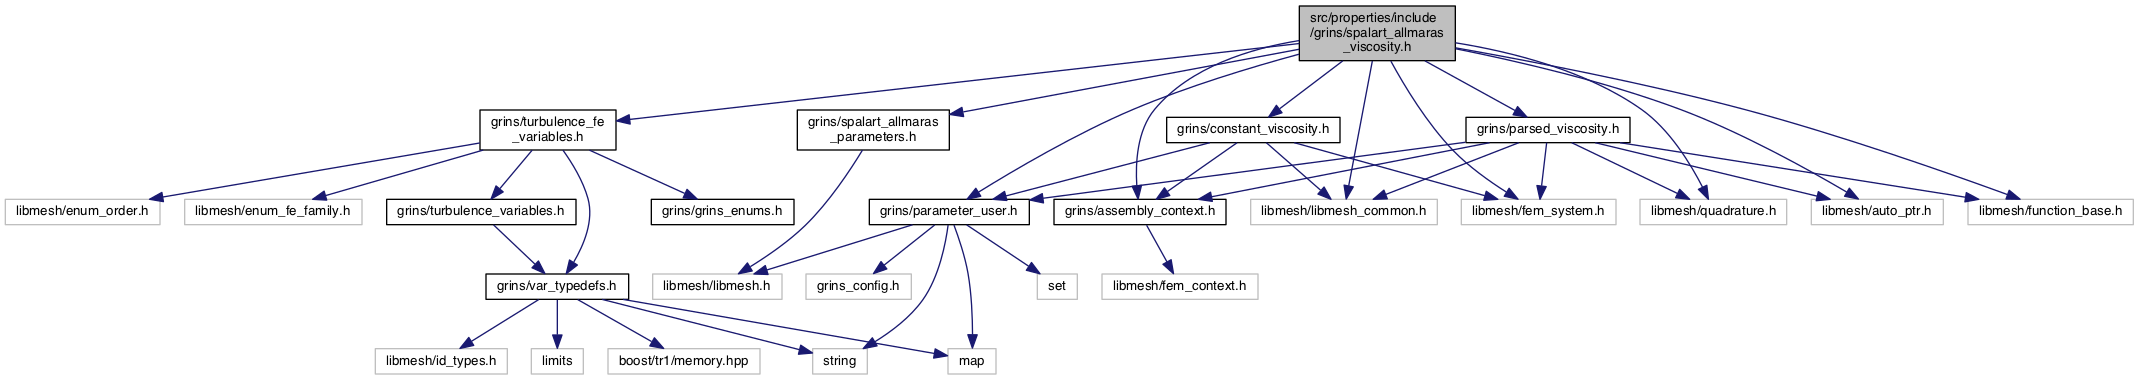 src/properties/include
/grins/spalart_allmaras
_viscosity.h
grins/turbulence_fe
_variables.h
grins/spalart_allmaras
_parameters.h
grins/constant_viscosity.h
grins/parsed_viscosity.h
libmesh/enum_order.h
libmesh/enum_fe_family.h
grins/turbulence_variables.h
grins/grins_enums.h
grins/parameter_user.h
grins/assembly_context.h
libmesh/libmesh_common.h
libmesh/fem_system.h
libmesh/quadrature.h
libmesh/auto_ptr.h
libmesh/function_base.h
grins/var_typedefs.h
libmesh/libmesh.h
grins_config.h
set
libmesh/fem_context.h
libmesh/id_types.h
limits
boost/tr1/memory.hpp
string
map